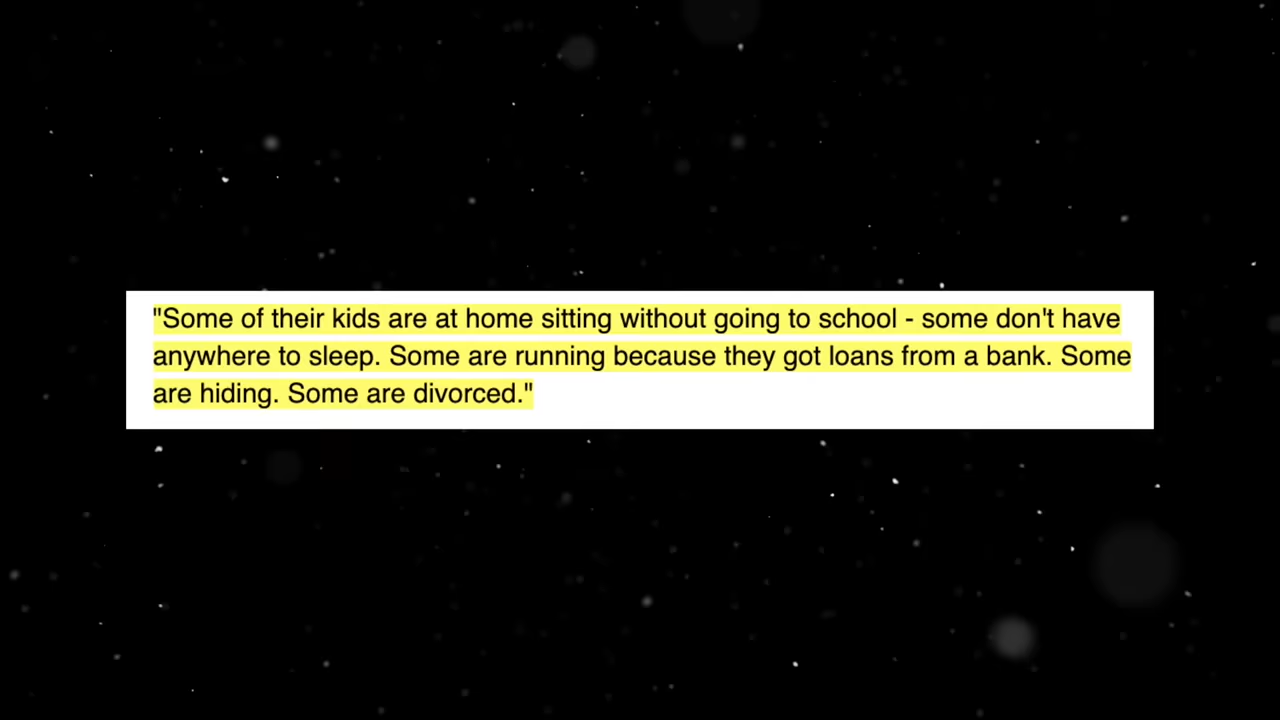 "Some of their kids are at home sitting without going to school - some don't have
anywhere to sleep. Some are running because they got loans from a bank. Some
are hiding. Some are divorced."